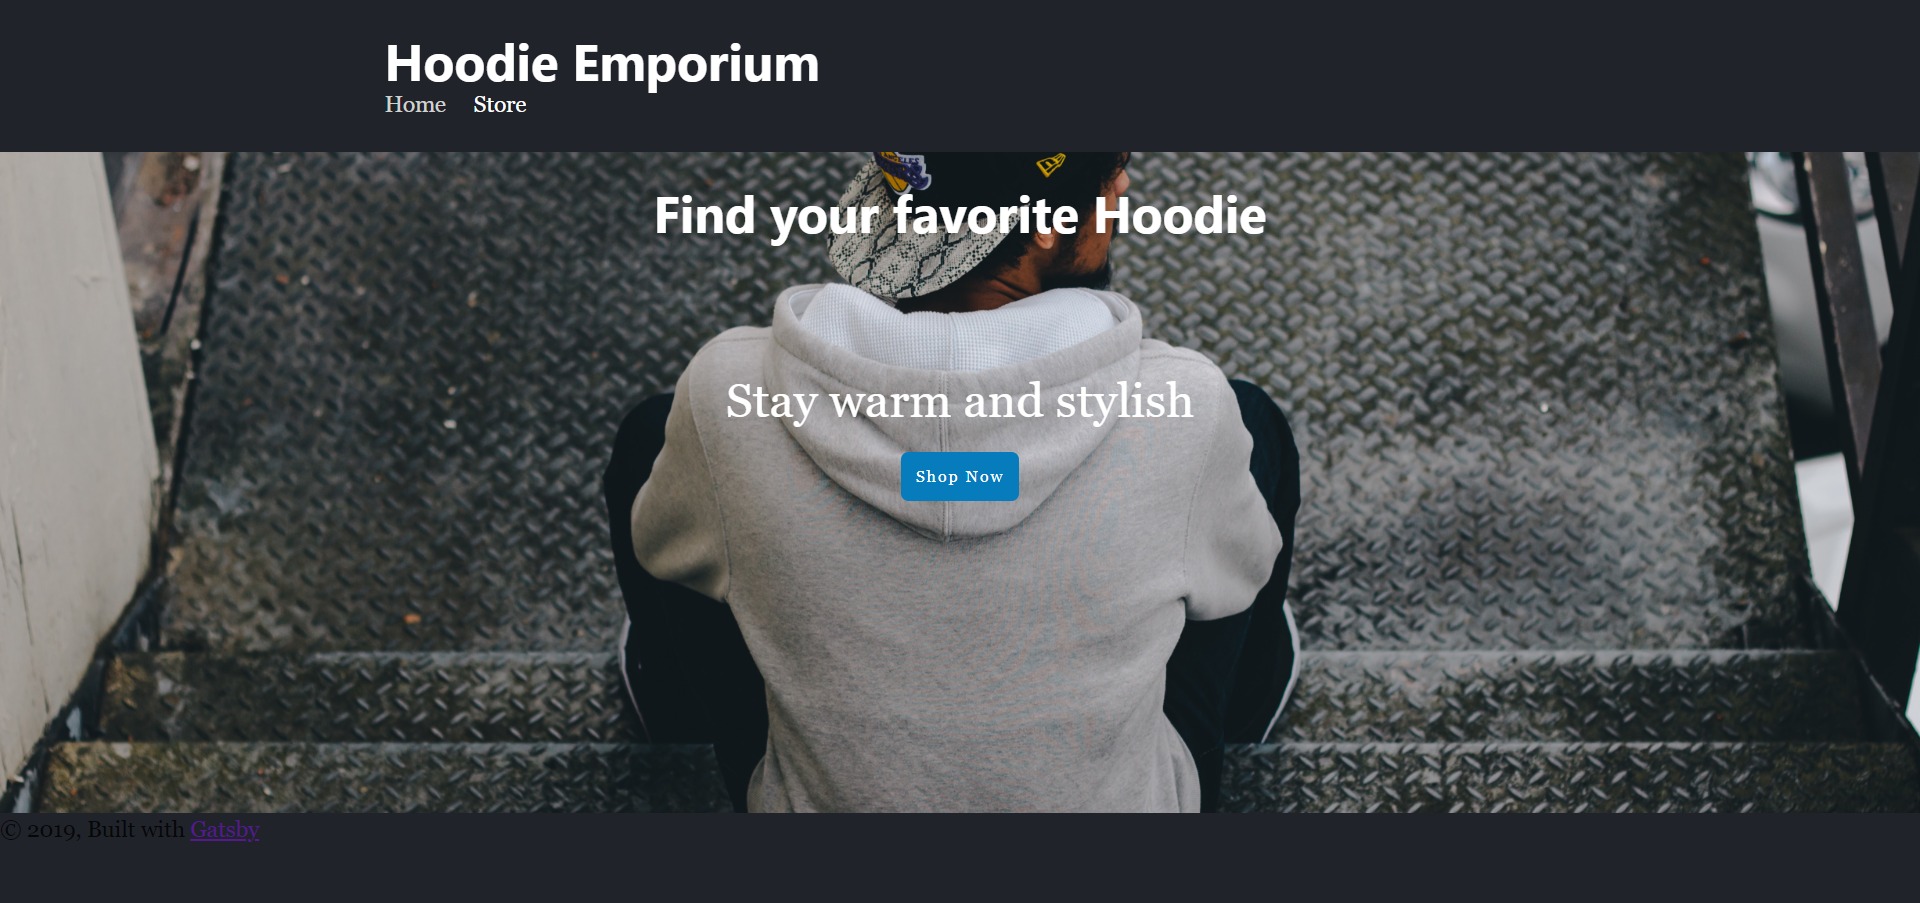 Hoodie Emporium
Home Store
Find your favorite Hoodie
Stay warm and stylish
Shop Now
© 2019, Built with Gatsby